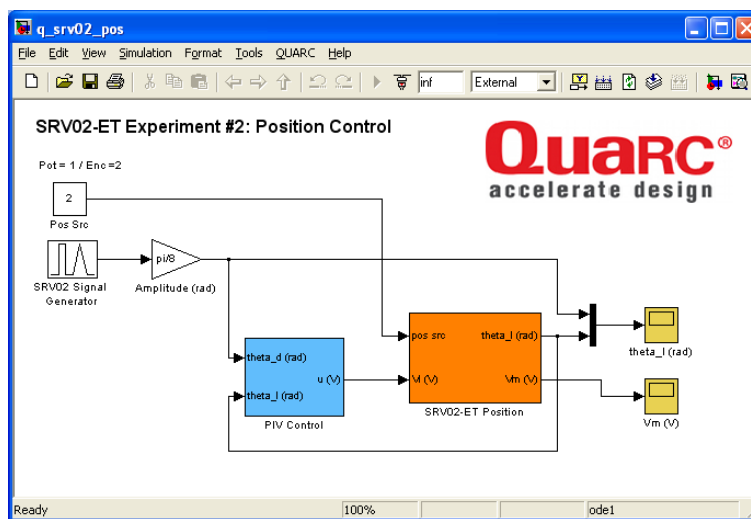 q_srv02_pos
File Edit View Simulation Format Tools QUARC Help
inf
External
SRV02-ET Experiment #2: Position Control
QUARC®
accelerate design
Pot = 1 / Enc =2
2
Pos Src
SRV02 Signal
Generator
pi/8
Amplitude (rad)
theta_d (rad)
u (V)
theta_l (rad)
PIV Control
pos src
theta_l (rad)
Vi (V)
Vm (V)
SRV02-ET Position
theta_l (rad)
Vm (V)
Ready
100%
ode1